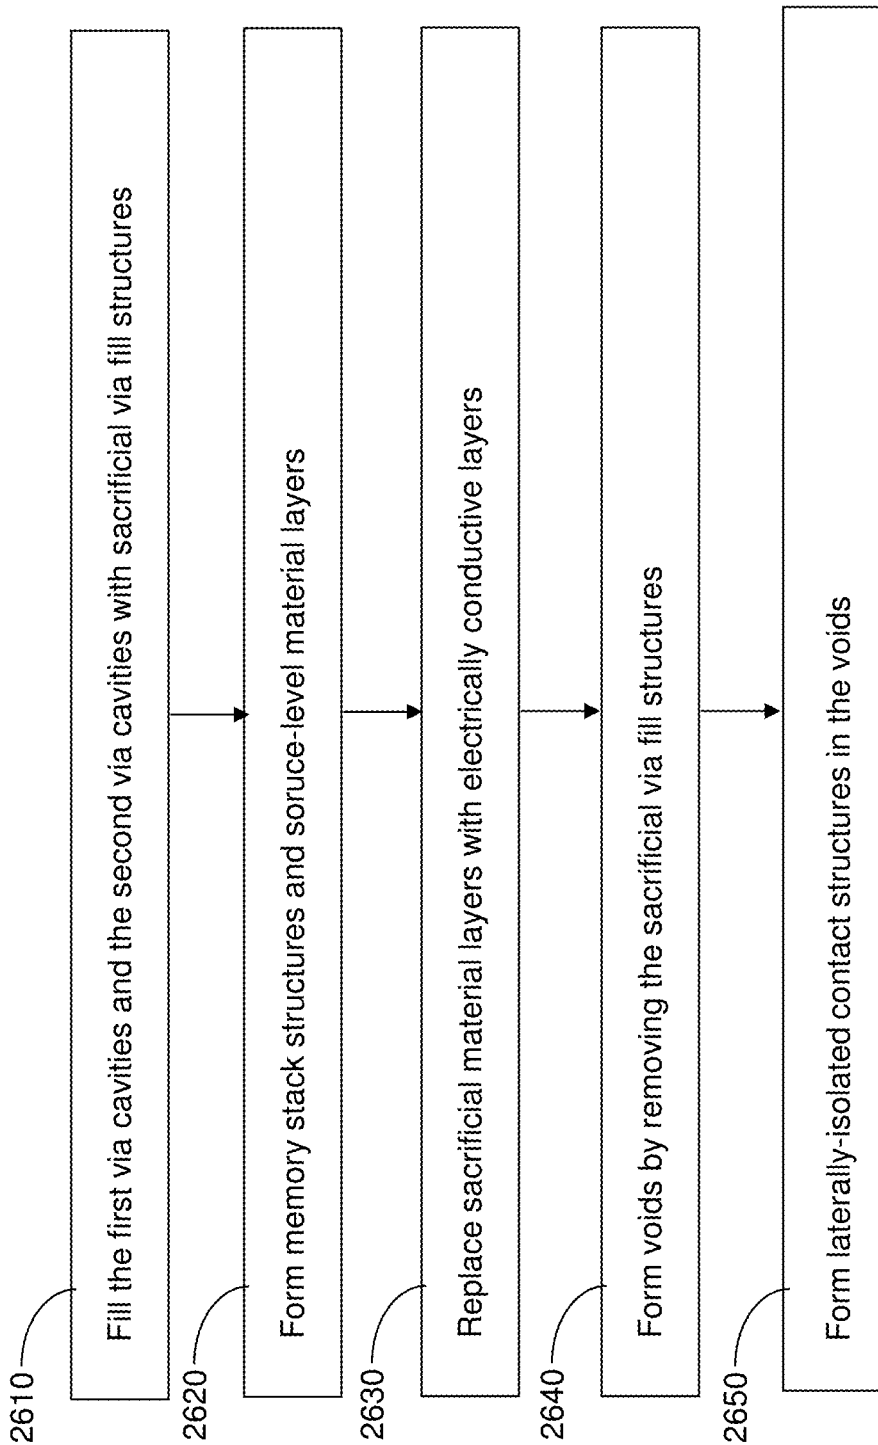 2610
Fill the first via cavities and the second via cavities with sacrificial via fill structures
2620
Form memory stack structures and soruce-level material layers
2630
Replace sacrificial material layers with electrically conductive layers
2640
Form voids by removing the sacrificial via fill structures
2650
Form laterally-isolated contact structures in the voids